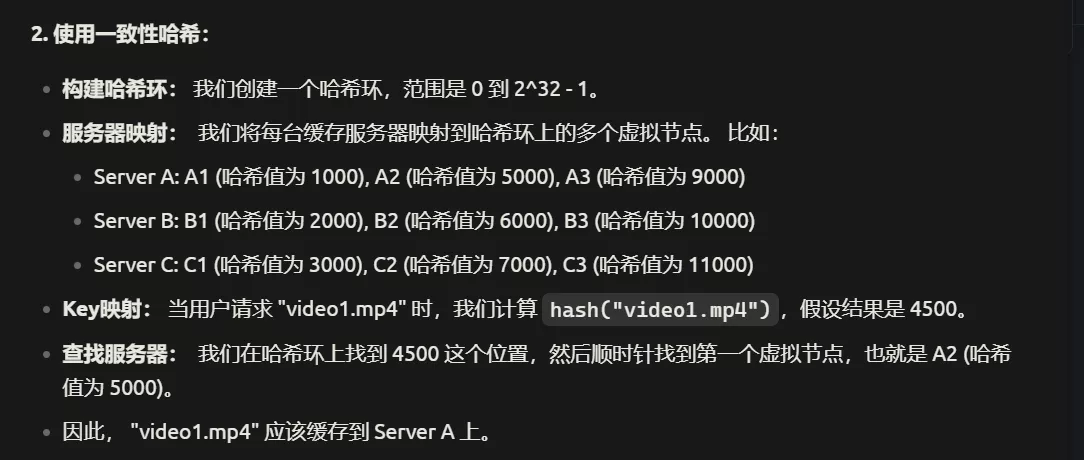 2. 使用一致性哈希：
构建哈希环： 我们创建一个哈希环，范围是 0 到 2^32 - 1。
服务器映射： 我们将每台缓存服务器映射到哈希环上的多个虚拟节点。 比如：
Server A: A1 (哈希值为 1000), A2 (哈希值为 5000), A3 (哈希值为 9000)
Server B: B1 (哈希值为 2000), B2 (哈希值为 6000), B3 (哈希值为 10000)
Server C: C1 (哈希值为 3000), C2 (哈希值为 7000), C3 (哈希值为 11000)
Key映射： 当用户请求 "video1.mp4" 时，我们计算 hash("video1.mp4")，假设结果是 4500。
查找服务器： 我们在哈希环上找到 4500 这个位置，然后顺时针找到第一个虚拟节点，也就是 A2 (哈希
值为 5000)。
因此， "video1.mp4" 应该缓存到 Server A 上。